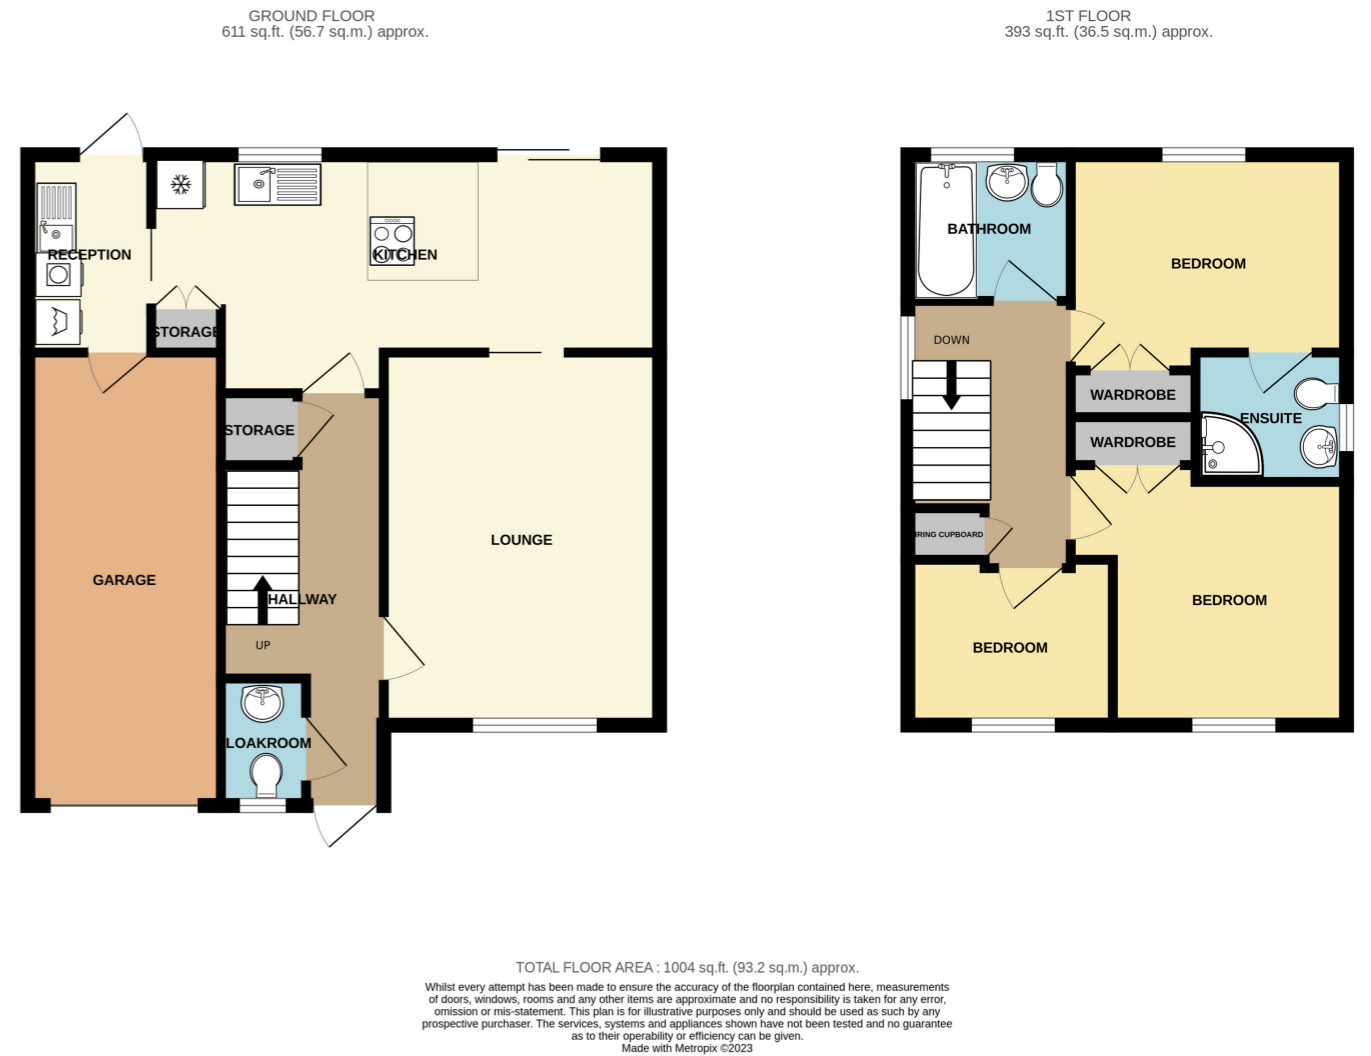 GROUND FLOOR
611 sq.ft. (56.7 sq.m.) approx.
1ST FLOOR
393 sq.ft. (36.5 sq.m.) approx.
RECEPTION
KITCHEN
STORAGE
STORAGE
GARAGE
LOUNGE
HALLWAY
UP
LOAKROOM
BATHROOM
BEDROOM
DOWN
WARDROBE
ENSUITE
WARDROBE
IRING CUPBOARD
BEDROOM
BEDROOM
TOTAL FLOOR AREA : 1004 sq.ft. (93.2 sq.m.) approx.
Whilst every attempt has been made to ensure the accuracy of the floorplan contained here, measurements
of doors, windows, rooms and any other items are approximate and no responsibility is taken for any error,
omission or mis-statement. This plan is for illustrative purposes only and should be used as such by any
prospective purchaser. The services, systems and appliances shown have not been tested and no guarantee
as to their operability or efficiency can be given.
Made with Metropix ©2023